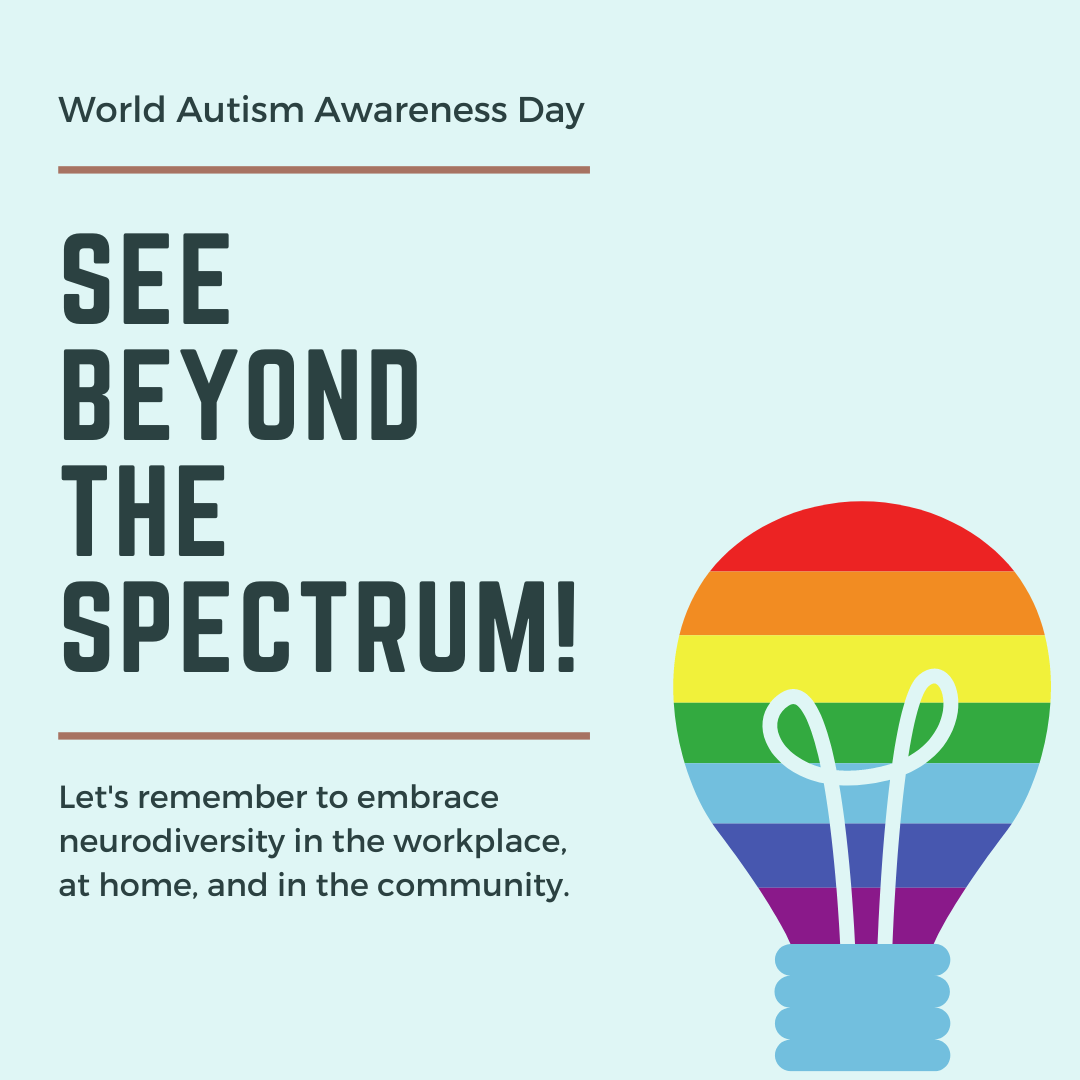 World Autism Awareness Day
SEE
BEYOND
THE
SPECTRUM!
Let's remember to embrace
neurodiversity in the workplace,
at home, and in the community.